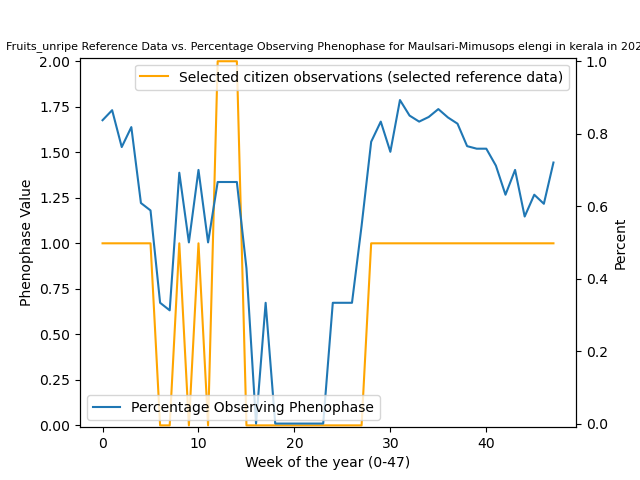 Fruits_unripe Reference Data vs. Percentage Observing Phenophase for Maulsari-Mimusops elengi in kerala in 202
Selected citizen observations (selected reference data)
Percentage Observing Phenophase
Phenophase Value
2.00
1.75
1.50
1.25
1.00
0.75
0.50
0.25
0.00
1.0
0.8
0.6
0.4
0.2
0.0
Percent
0 10 20 30 40
Week of the year (0-47)